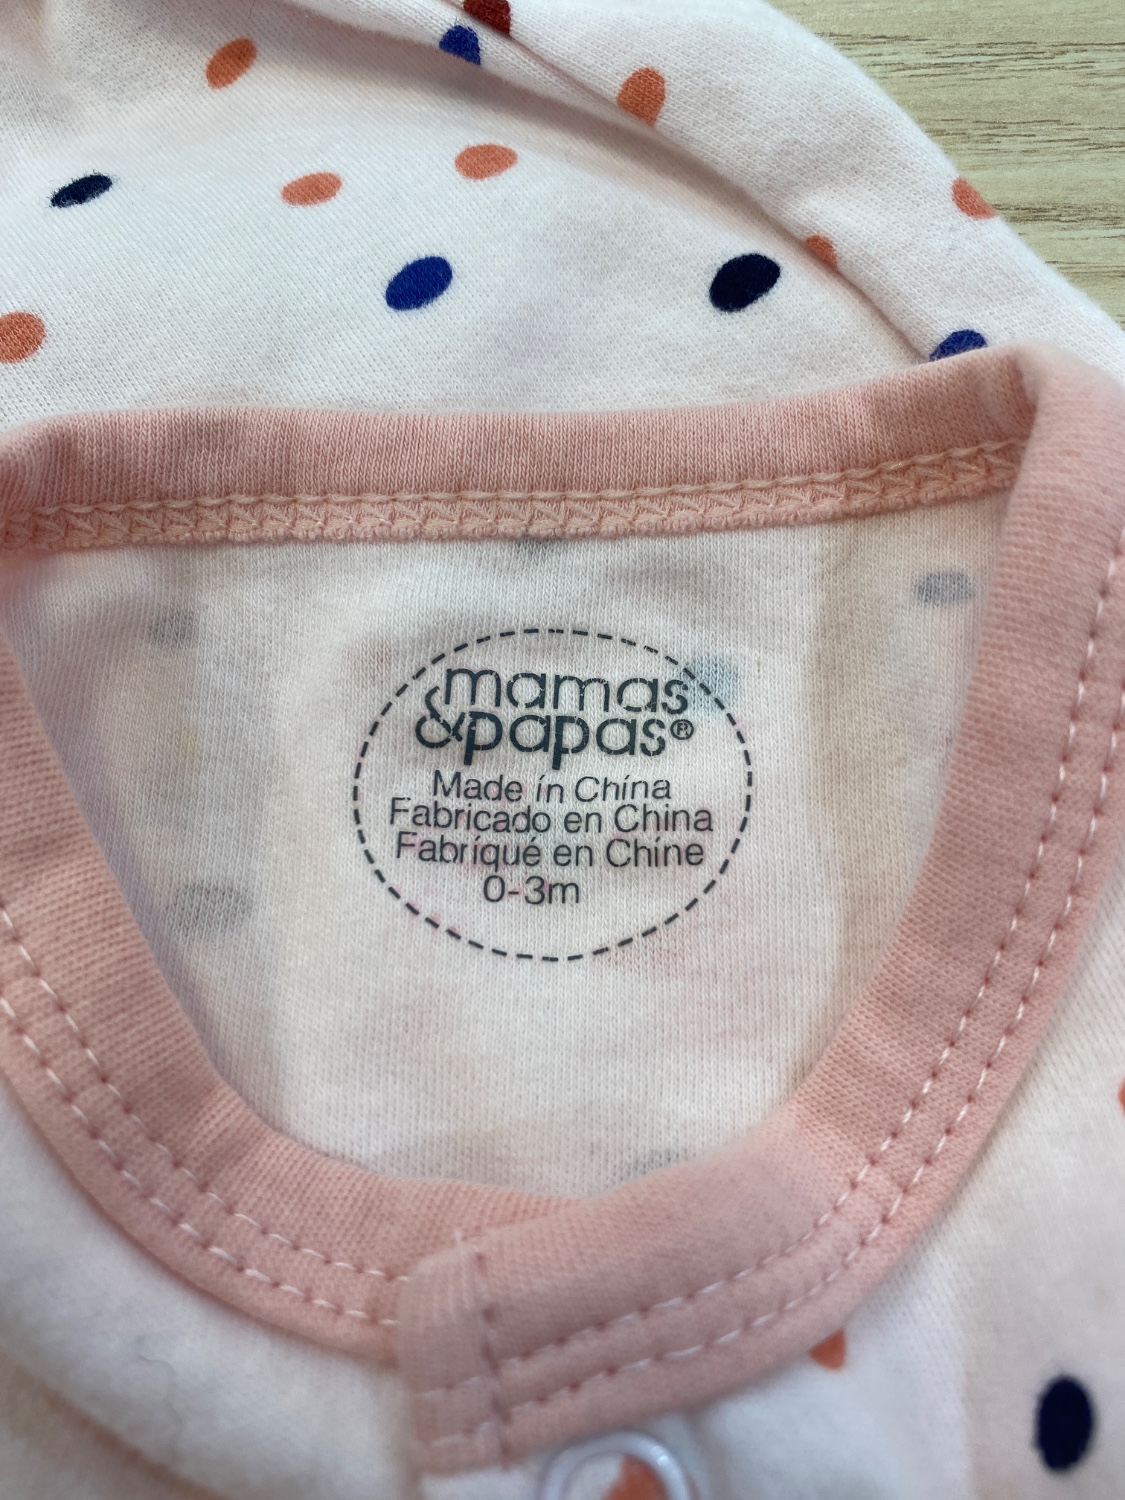 mamas
&papas®
Made in China
Fabricado en China
Fabriqué en Chine
0-3m